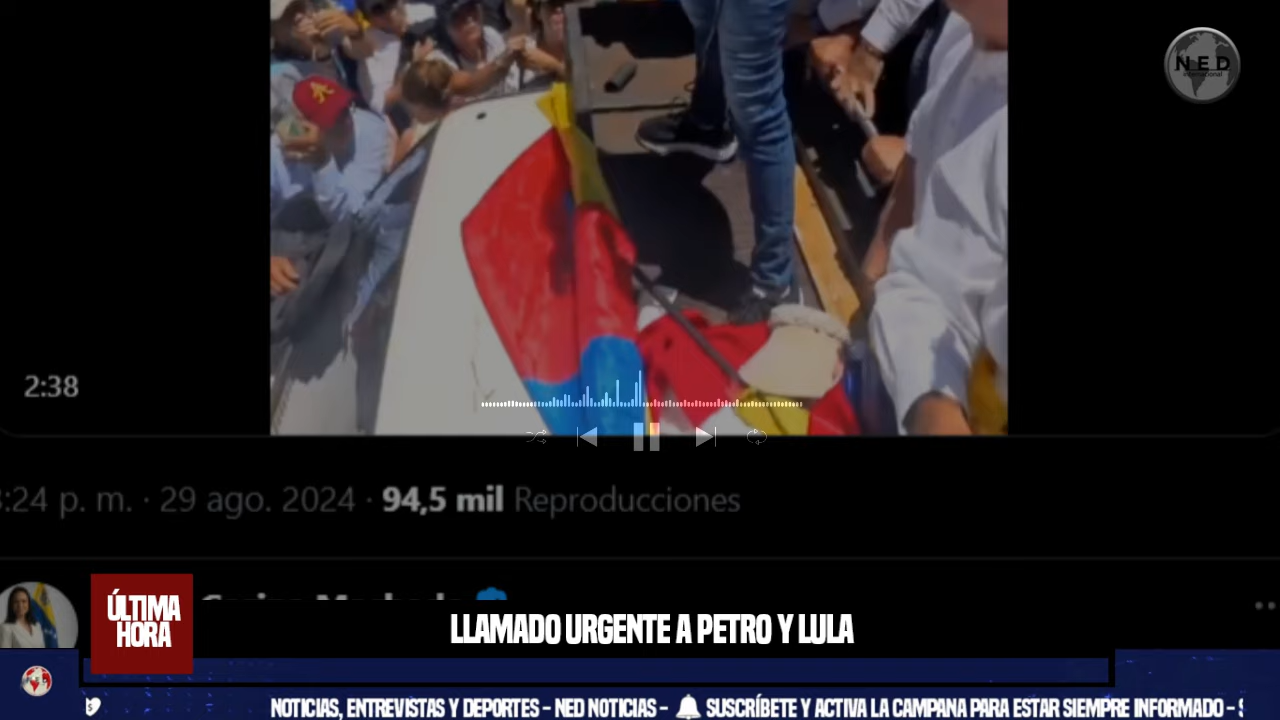 NED
internacional
2:38
:24 p. m. · 29 ago. 2024 · 94,5 mil Reproducciones
ÚLTIMA
HORA
LLAMADO URGENTE A PETRO Y LULA
NOTICIAS, ENTREVISTAS Y DEPORTES - NED NOTICIAS - SUSCRÍBETE Y ACTIVA LA CAMPANA PARA ESTAR SIEMPRE INFORMADO -